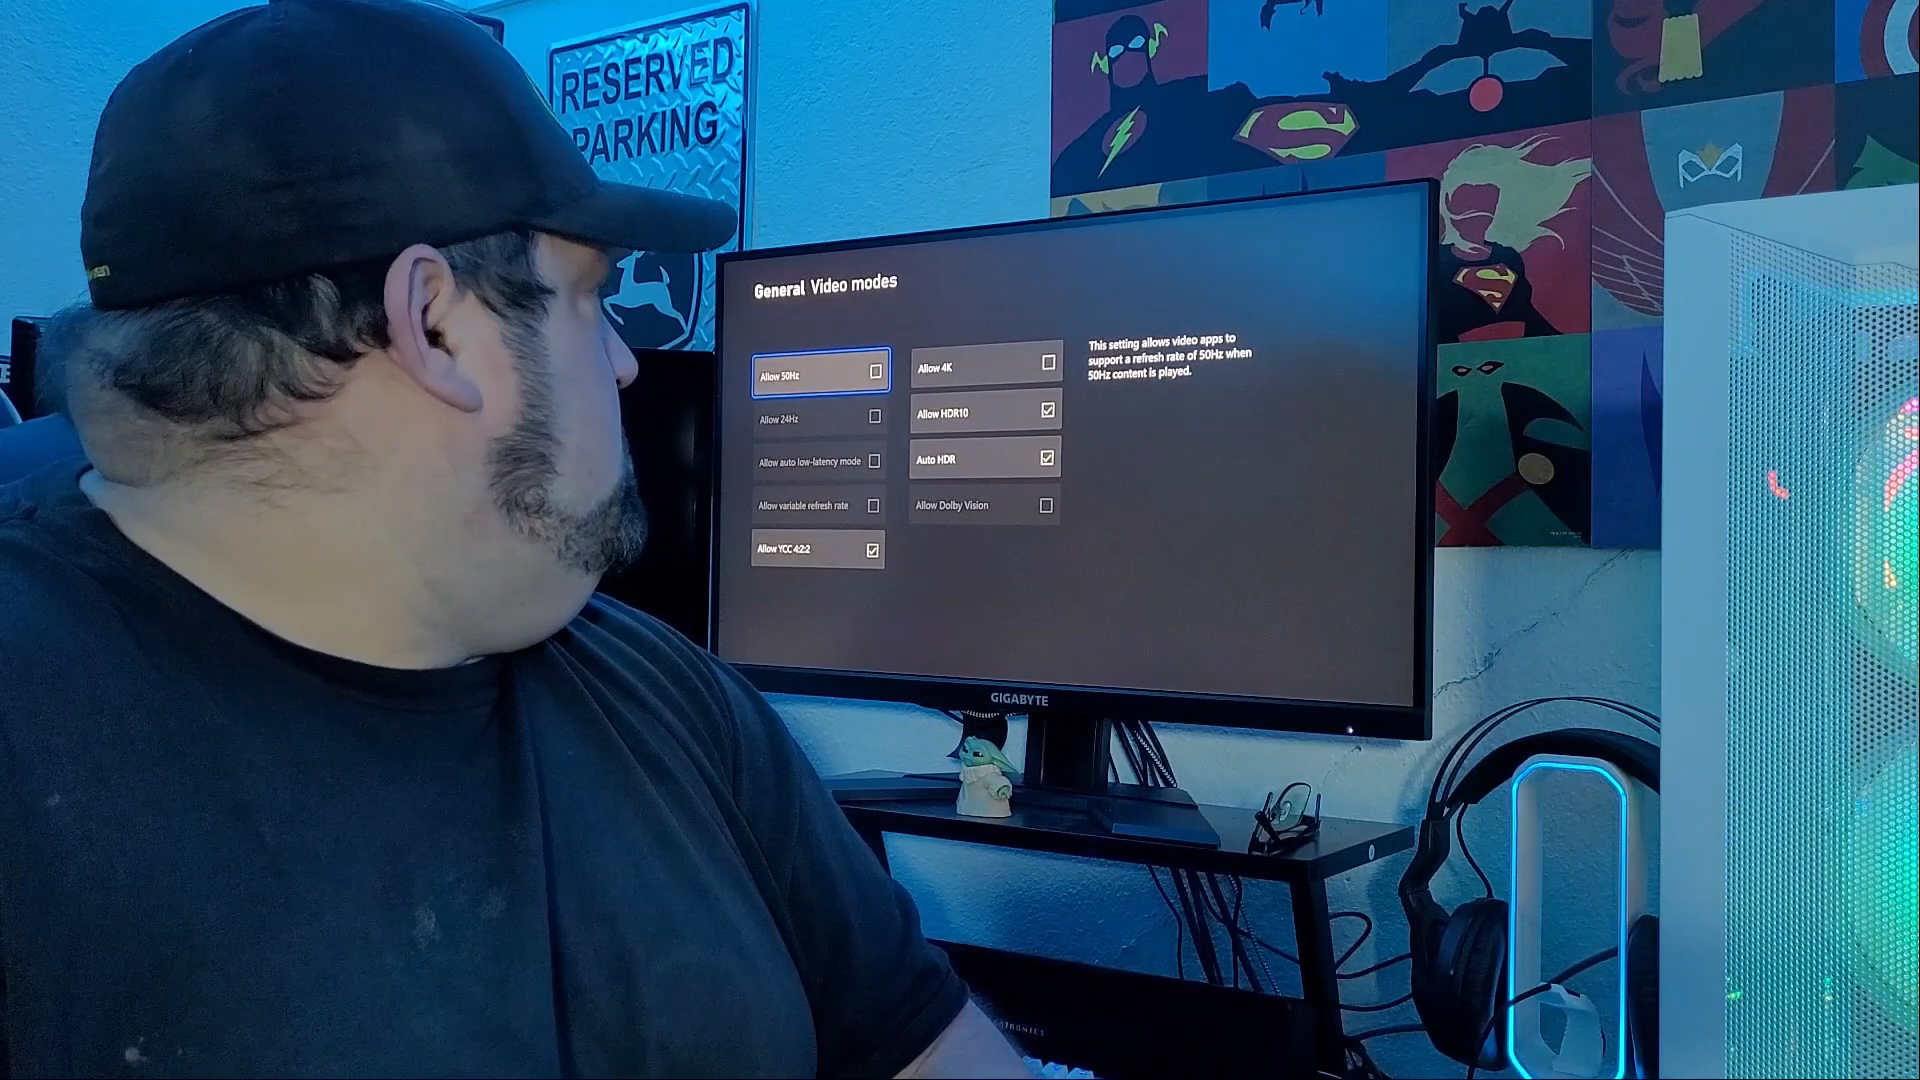 RESERVED
PARKING
General Video modes
Allow 50Hz
Allow 24Hz
Allow auto low-latency mode
Allow variable refresh rate
Allow YCC 4:2:2
Allow 4K
Allow HDR10
Auto HDR
Allow Dolby Vision
This setting allows video apps to
support a refresh rate of 50Hz when
50Hz content is played.
GIGABYTE